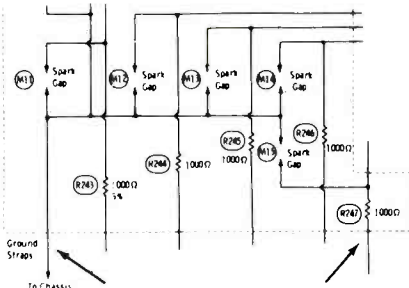 M11
Spark
Gap
M12
Spark
Gap
M13
Spark
Gap
M14
Spark
Gap
M15
Spark
Gap
R243
1000Ω
5%
R244
1000Ω
R245
1000Ω
R246
1000Ω
R247
1000Ω
Ground
Straps
To Chassis